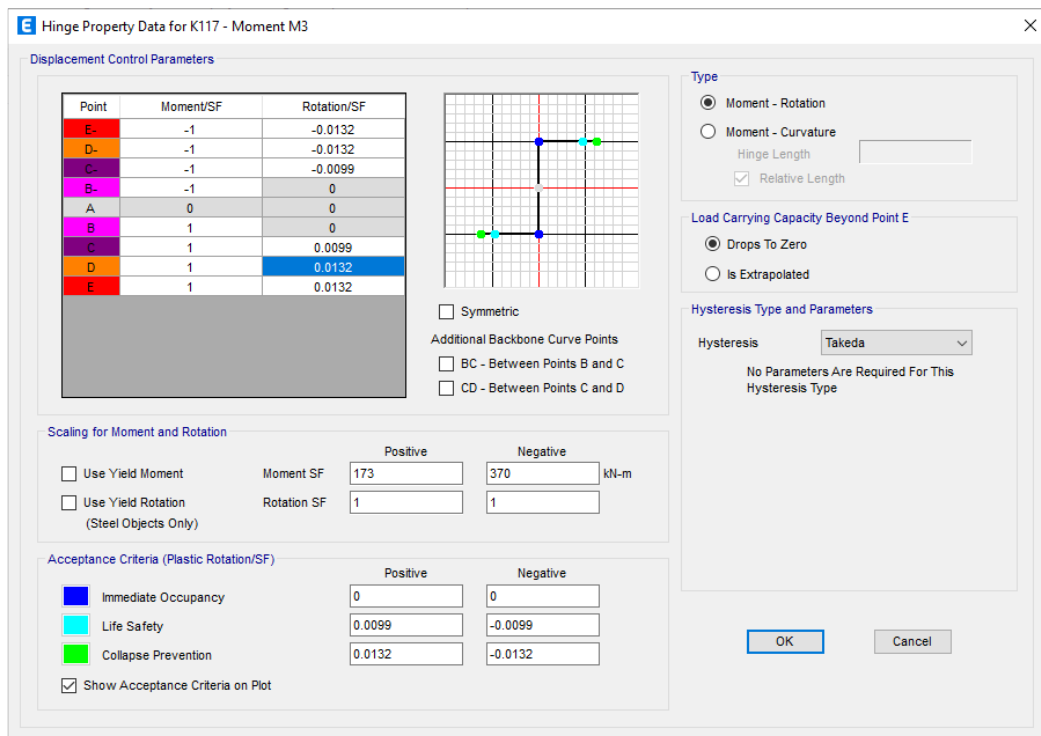 E Hinge Property Data for K117 - Moment M3
Displacement Control Parameters
Point Moment/SF Rotation/SF
E- -1 -0.0132
D- -1 -0.0132
C- -1 -0.0099
B- -1 0
A 0 0
B 1 0
C 1 0.0099
D 1 0.0132
E 1 0.0132
Symmetric
Additional Backbone Curve Points
BC - Between Points B and C
CD - Between Points C and D
Type
Moment - Rotation
Moment - Curvature
Hinge Length
Relative Length
Load Carrying Capacity Beyond Point E
Drops To Zero
Is Extrapolated
Hysteresis Type and Parameters
Hysteresis Takeda
No Parameters Are Required For This
Hysteresis Type
Scaling for Moment and Rotation
Positive Negative
Use Yield Moment Moment SF 173 370 kN-m
Use Yield Rotation Rotation SF 1 1
(Steel Objects Only)
Acceptance Criteria (Plastic Rotation/SF)
Positive Negative
Immediate Occupancy 0 0
Life Safety 0.0099 -0.0099
Collapse Prevention 0.0132 -0.0132
Show Acceptance Criteria on Plot
OK Cancel